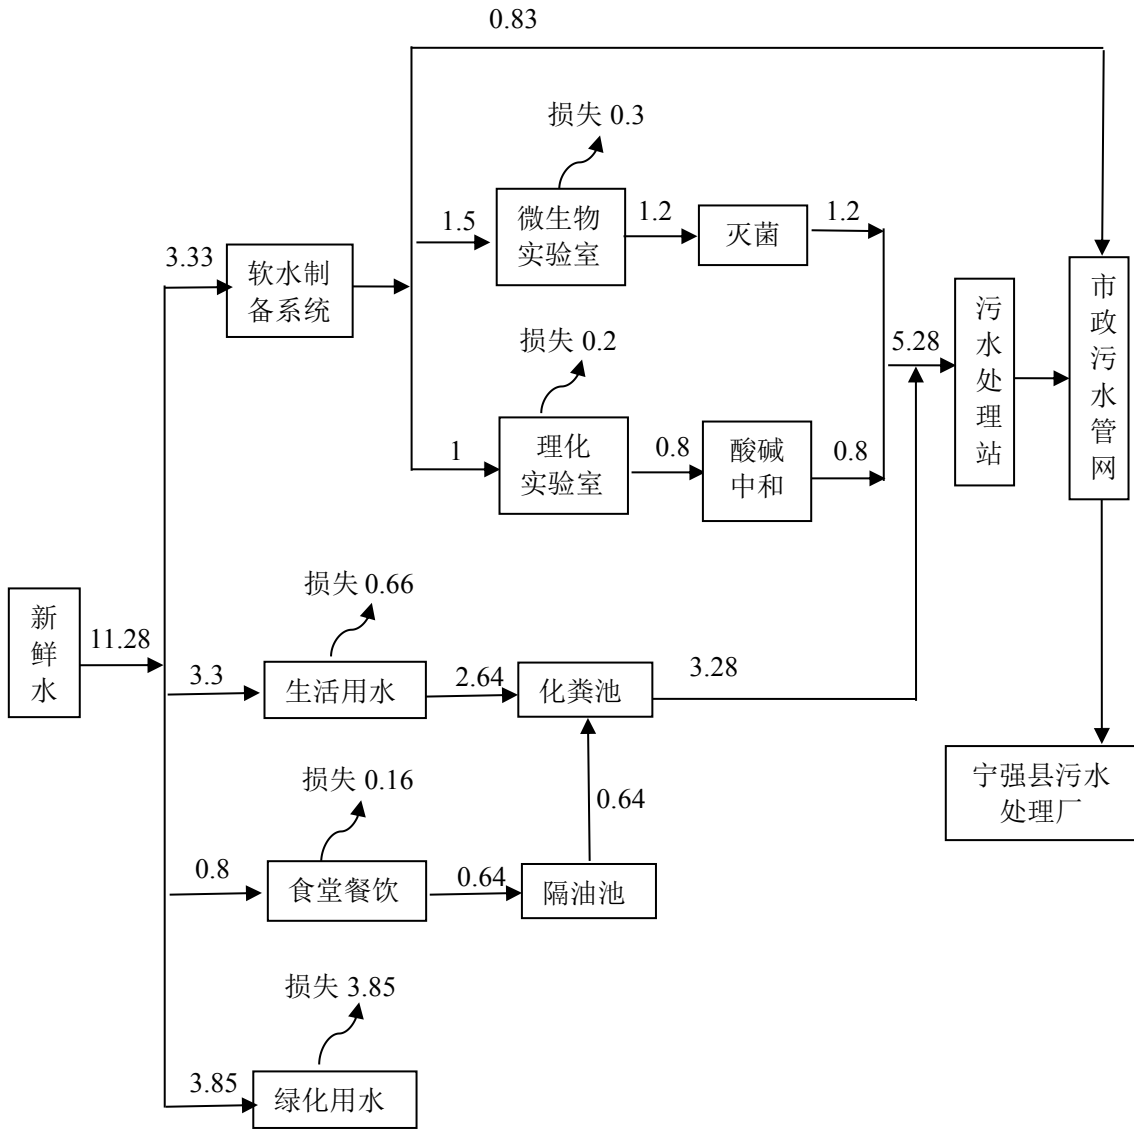 0.83
损失 0.3
1.5
微生物
实验室
1.2
灭菌
1.2
3.33
软水制
备系统
损失 0.2
1
理化
实验室
0.8
酸碱
中和
0.8
5.28
污
水
处
理
站
市
政
污
水
管
网
新
鲜
水
11.28
损失 0.66
3.3
生活用水
2.64
化粪池
3.28
损失 0.16
0.8
食堂餐饮
0.64
隔油池
0.64
宁强县污水
处理厂
损失 3.85
3.85
绿化用水